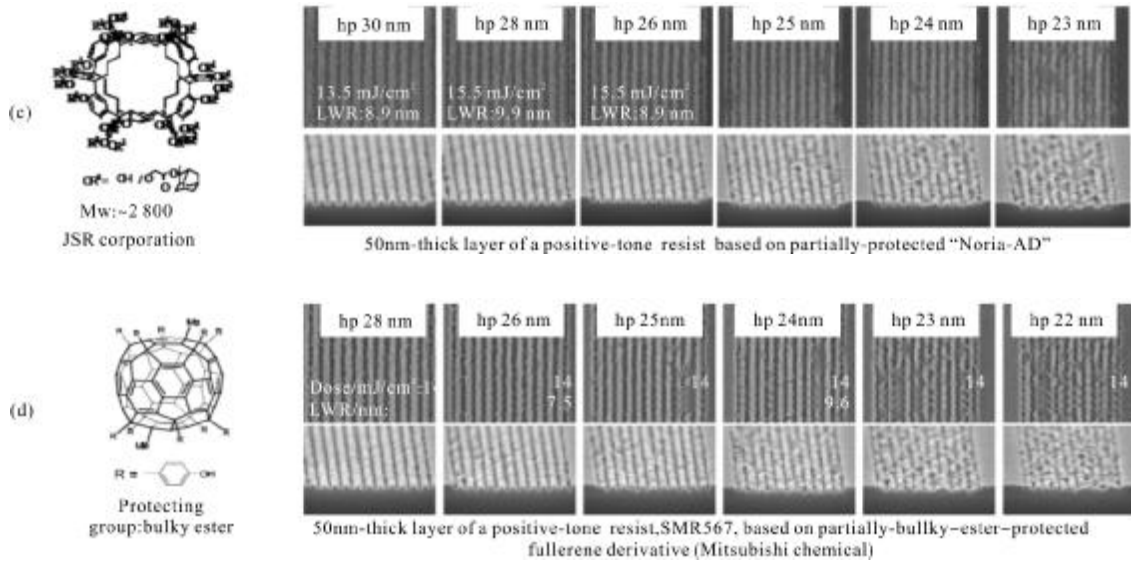 (c)
Mw:~2 800
JSR corporation
hp 30 nm
13.5 mJ/cm²
LWR:8.9 nm
hp 28 nm
15.5 mJ/cm²
LWR:9.9 nm
hp 26 nm
15.5 mJ/cm²
LWR:8.9 nm
hp 25 nm
hp 24 nm
hp 23 nm
50nm-thick layer of a positive-tone resist based on partially-protected “Noria-AD”
(d)
R
R
R
R
R
R
R
R
R =
OH
Protecting
group:bulky ester
hp 28 nm
Dose/mJ/cm²:14
LWR/nm:
hp 26 nm
14
7.5
hp 25nm
14
hp 24nm
14
9.6
hp 23 nm
14
hp 22 nm
14
50nm-thick layer of a positive-tone resist,SMR567, based on partially-bullky-ester-protected
fullerene derivative (Mitsubishi chemical)